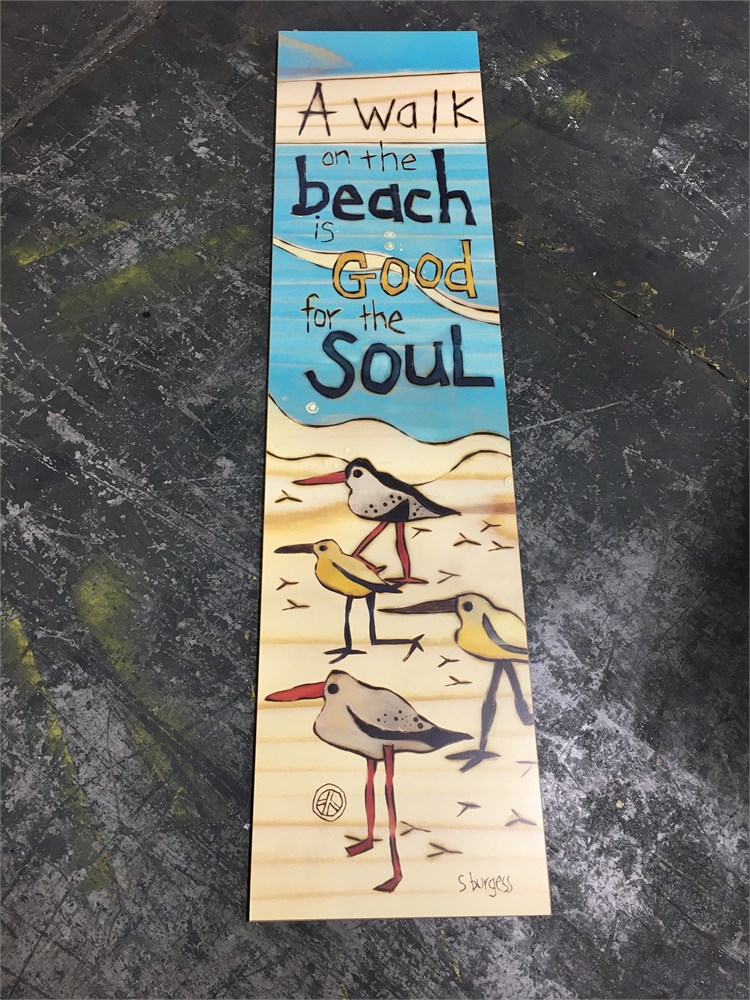 A walk
on the
beach
is
Good
for the
Soul
s burgess